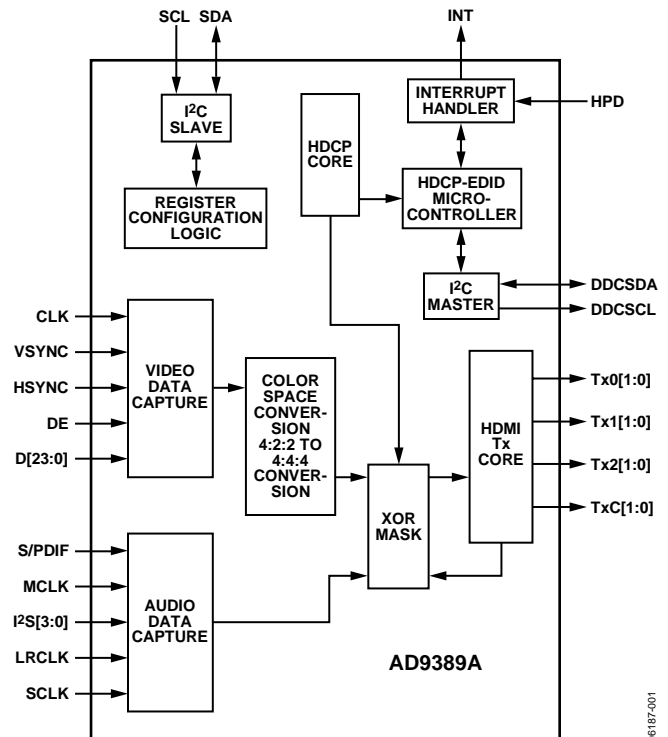 SCL SDA
INT
I²C
SLAVE
REGISTER
CONFIGURATION
LOGIC
HDCP
CORE
INTERRUPT
HANDLER
HPD
HDCP-EDID
MICRO-
CONTROLLER
I²C
MASTER
DDCSDA
DDCSCL
CLK
VSYNC
HSYNC
DE
D[23:0]
VIDEO
DATA
CAPTURE
COLOR
SPACE
CONVER-
SION
4:2:2 TO
4:4:4
CONVER-
SION
XOR
MASK
HDMI
Tx
CORE
Tx0[1:0]
Tx1[1:0]
Tx2[1:0]
TxC[1:0]
S/PDIF
MCLK
I²S[3:0]
LRCLK
SCLK
AUDIO
DATA
CAPTURE
AD9389A